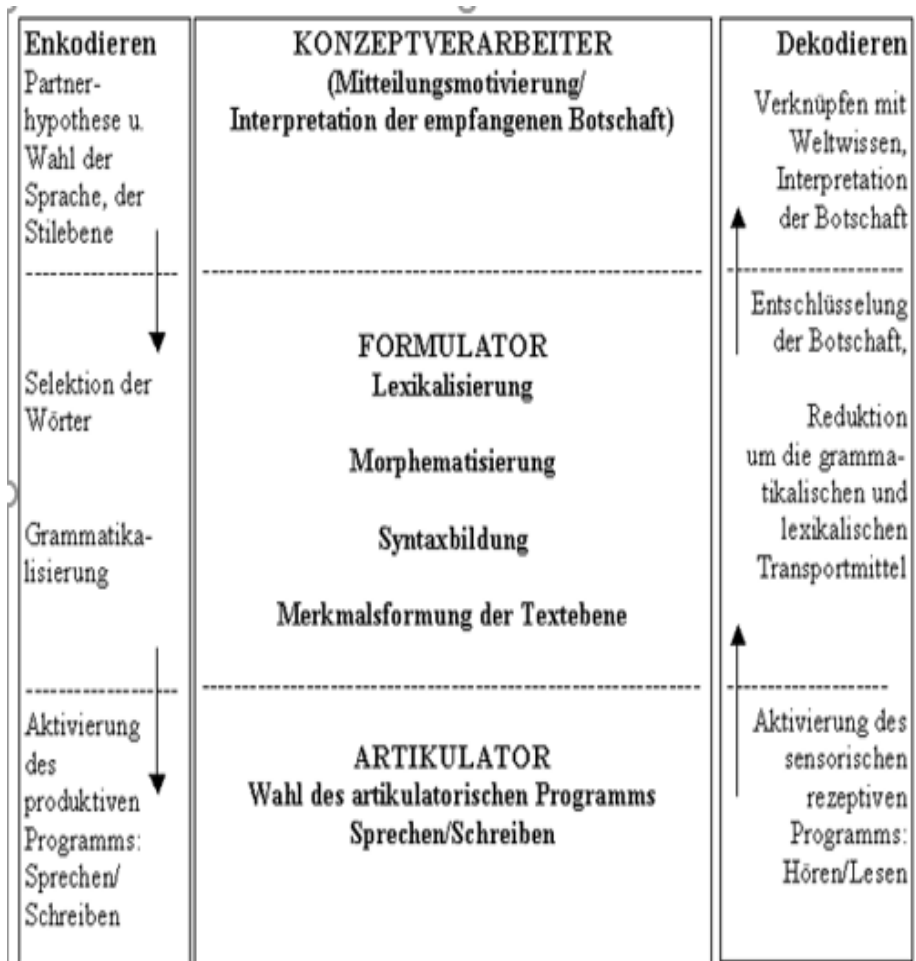 Enkodieren
Partner-
hypothese u.
Wahl der
Sprache, der
Stilebene
Selektion der
Wörter
Grammatika-
lisierung
Aktivierung
des
produktiven
Programms:
Sprechen/
Schreiben
KONZEPTVERARBEITER
(Mitteilungsmotivierung/
Interpretation der empfangenen Botschaft)
FORMULATOR
Lexikalisierung
Morphematisierung
Syntaxbildung
Merkmalsformung der Textebene
ARTIKULATOR
Wahl des artikulatorischen Programms
Sprechen/Schreiben
Dekodieren
Verknüpfen mit
Weltwissen,
Interpretation
der Botschaft
Entschlüsselung
der Botschaft,
Reduktion
um die gramma-
tikalischen und
lexikalischen
Transportmittel
Aktivierung des
sensorischen
rezeptiven
Programms:
Hören/Lesen